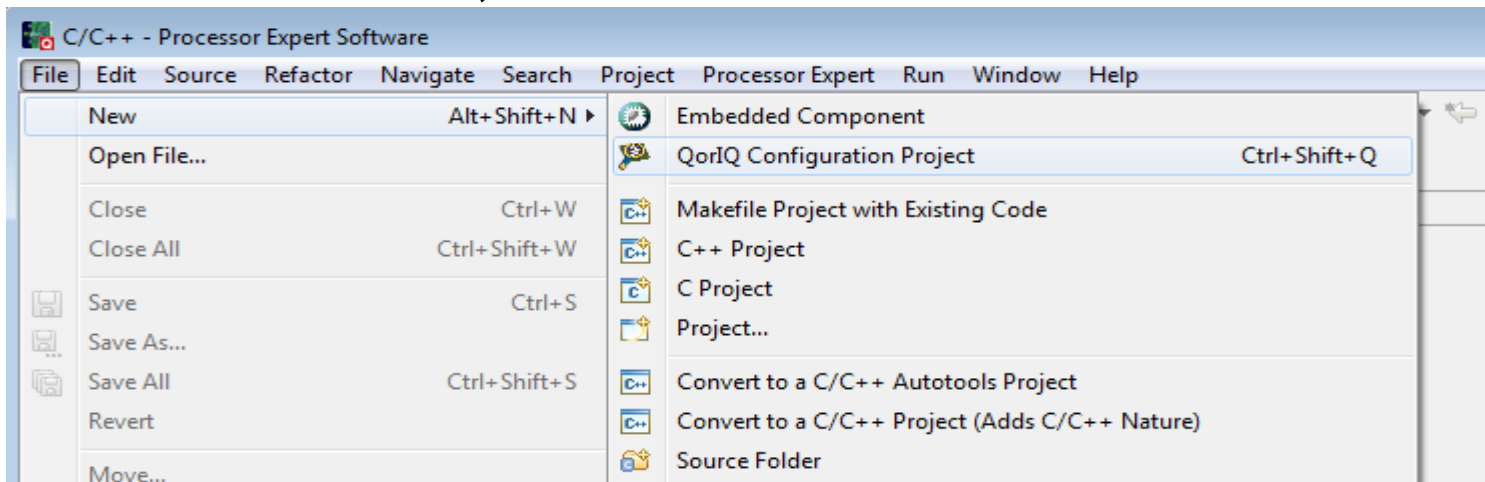 C/C++ - Processor Expert Software
File Edit Source Refactor Navigate Search Project Processor Expert Run Window Help
New Alt+Shift+N
Open File...
Close Ctrl+W
Close All Ctrl+Shift+W
Save Ctrl+S
Save As...
Save All Ctrl+Shift+S
Revert
Move...
Embedded Component
QorIQ Configuration Project Ctrl+Shift+Q
Makefile Project with Existing Code
C++ Project
C Project
Project...
Convert to a C/C++ Autotools Project
Convert to a C/C++ Project (Adds C/C++ Nature)
Source Folder